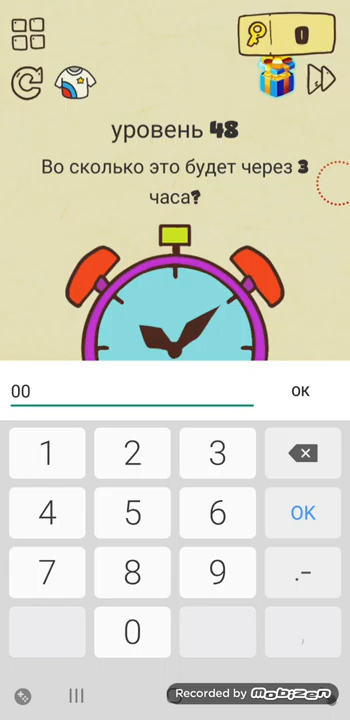 0
уровень 48
Во сколько это будет через 3
часа?
00
ОК
1 2 3
4 5 6 OK
7 8 9 .-
0 ,
Recorded by MOBIZEN